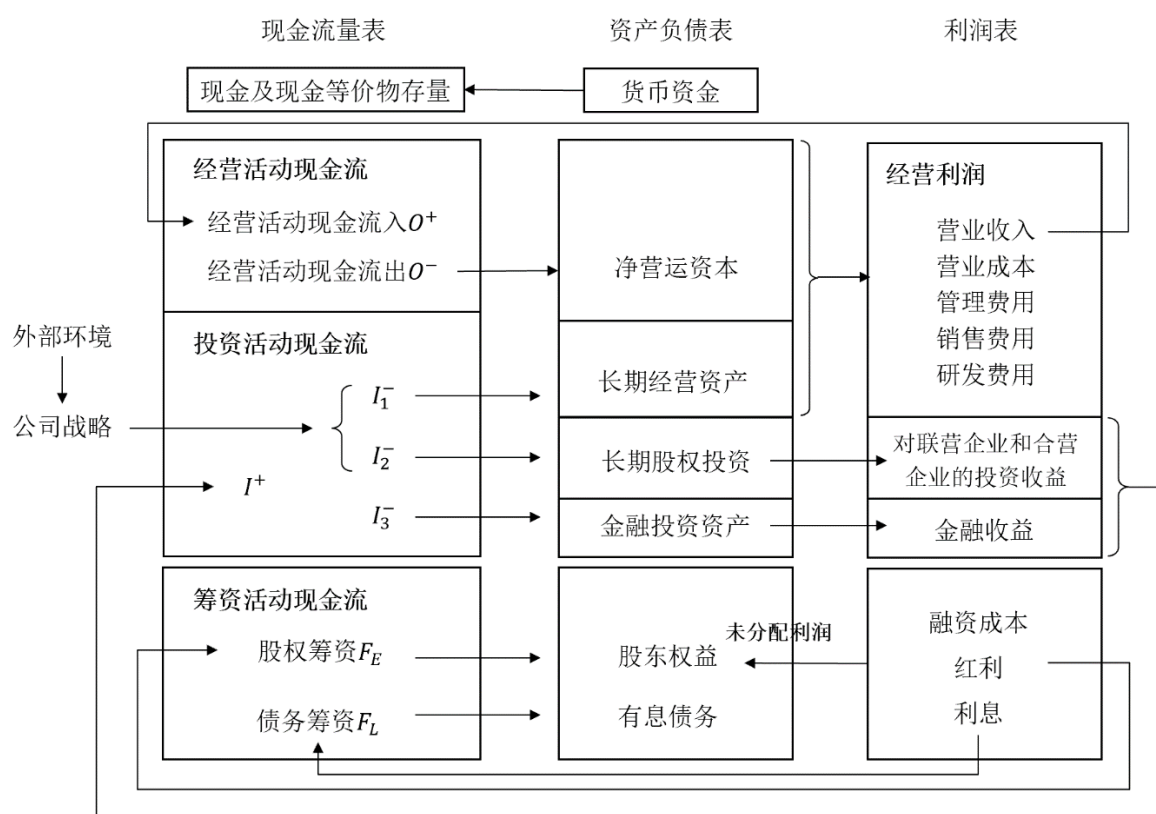 现金流量表
资产负债表
利润表
现金及现金等价物存量
货币资金
经营活动现金流
经营活动现金流入O⁺
经营活动现金流出O⁻
净营运资本
经营利润
营业收入
营业成本
管理费用
销售费用
研发费用
外部环境
公司战略
投资活动现金流
I₁⁻
I₂⁻
I⁺
I₃⁻
长期经营资产
长期股权投资
金融投资资产
对联营企业和合营
企业的投资收益
金融收益
筹资活动现金流
股权筹资F_E
债务筹资F_L
未分配利润
股东权益
有息债务
融资成本
红利
利息